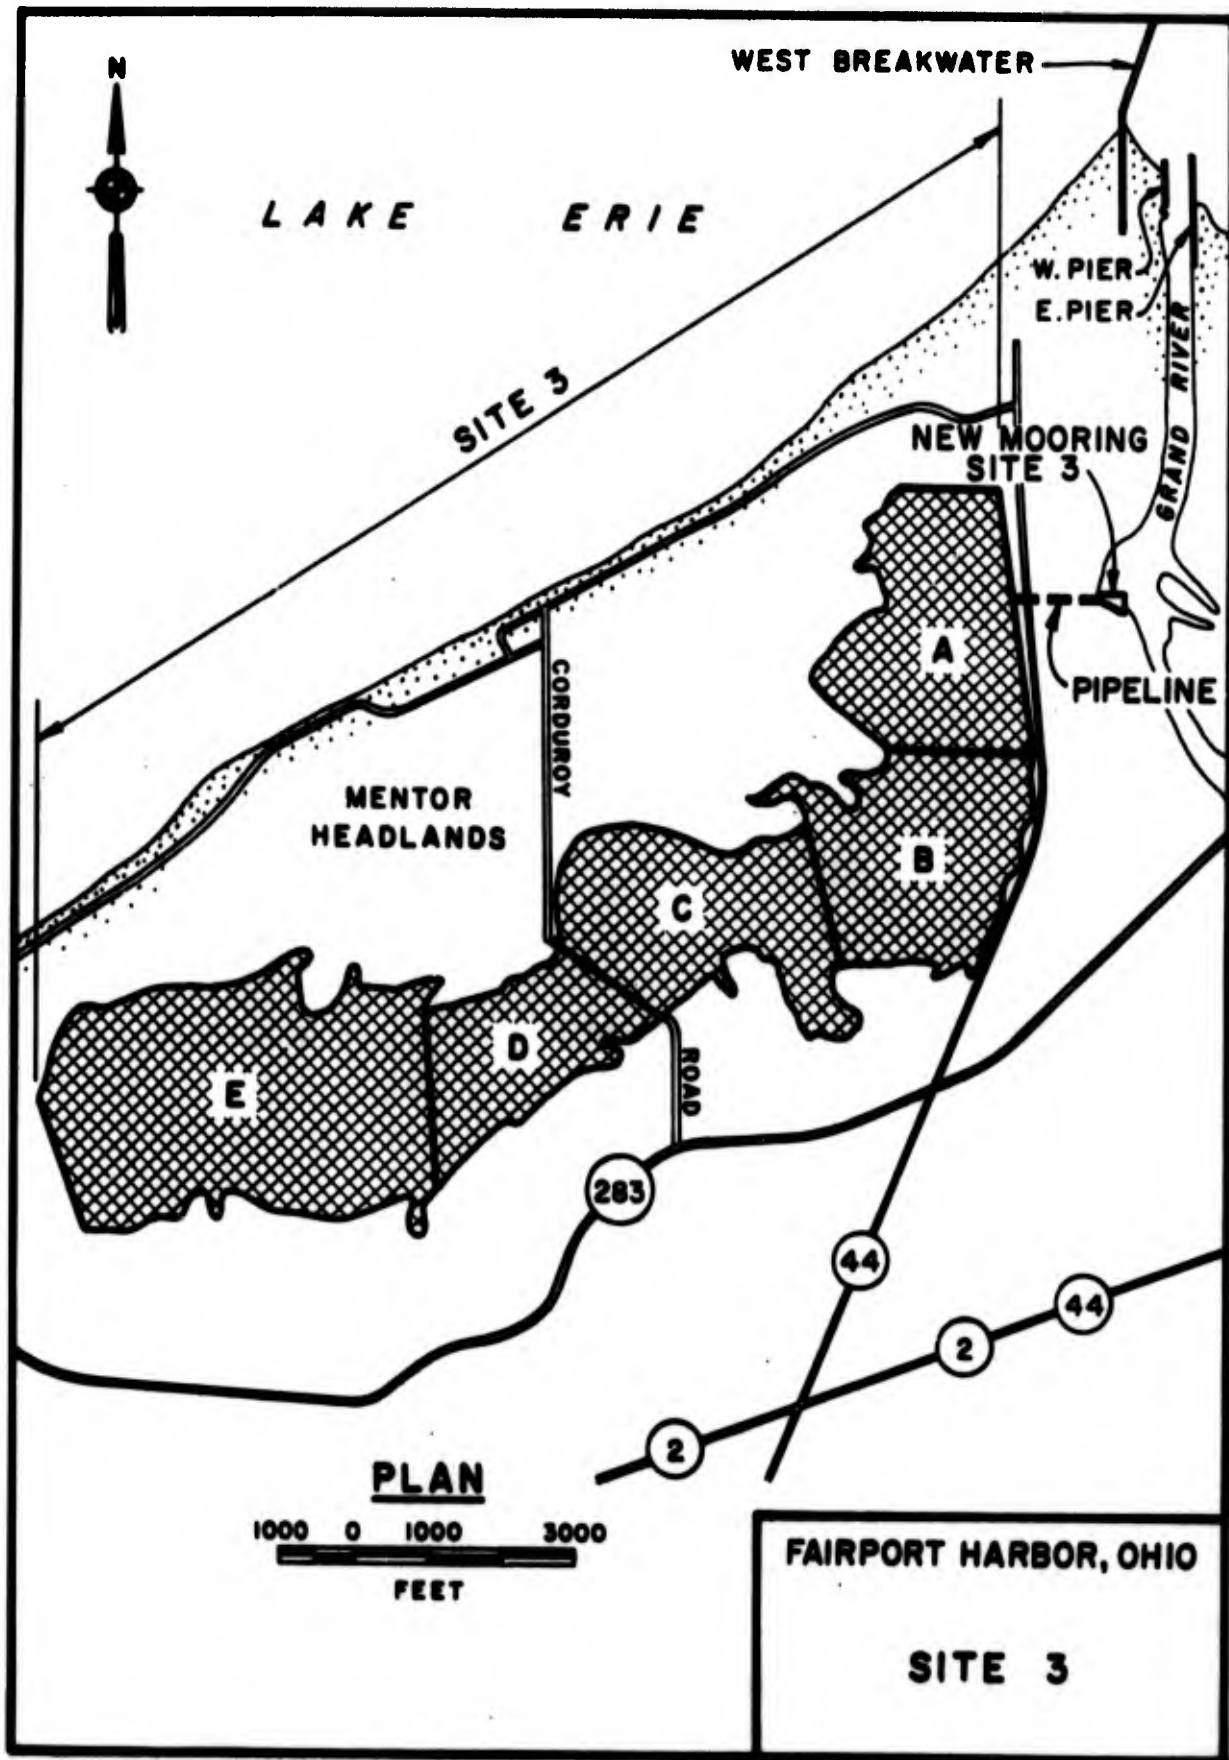 N
WEST BREAKWATER
LAKE ERIE
W. PIER
E. PIER
GRAND RIVER
SITE 3
NEW MOORING
SITE 3
A
PIPELINE
CORDUROY
MENTOR
HEADLANDS
B
C
D
E
ROAD
283
44
44
2
2
PLAN
1000 0 1000 3000
FEET
FAIRPORT HARBOR, OHIO
SITE 3